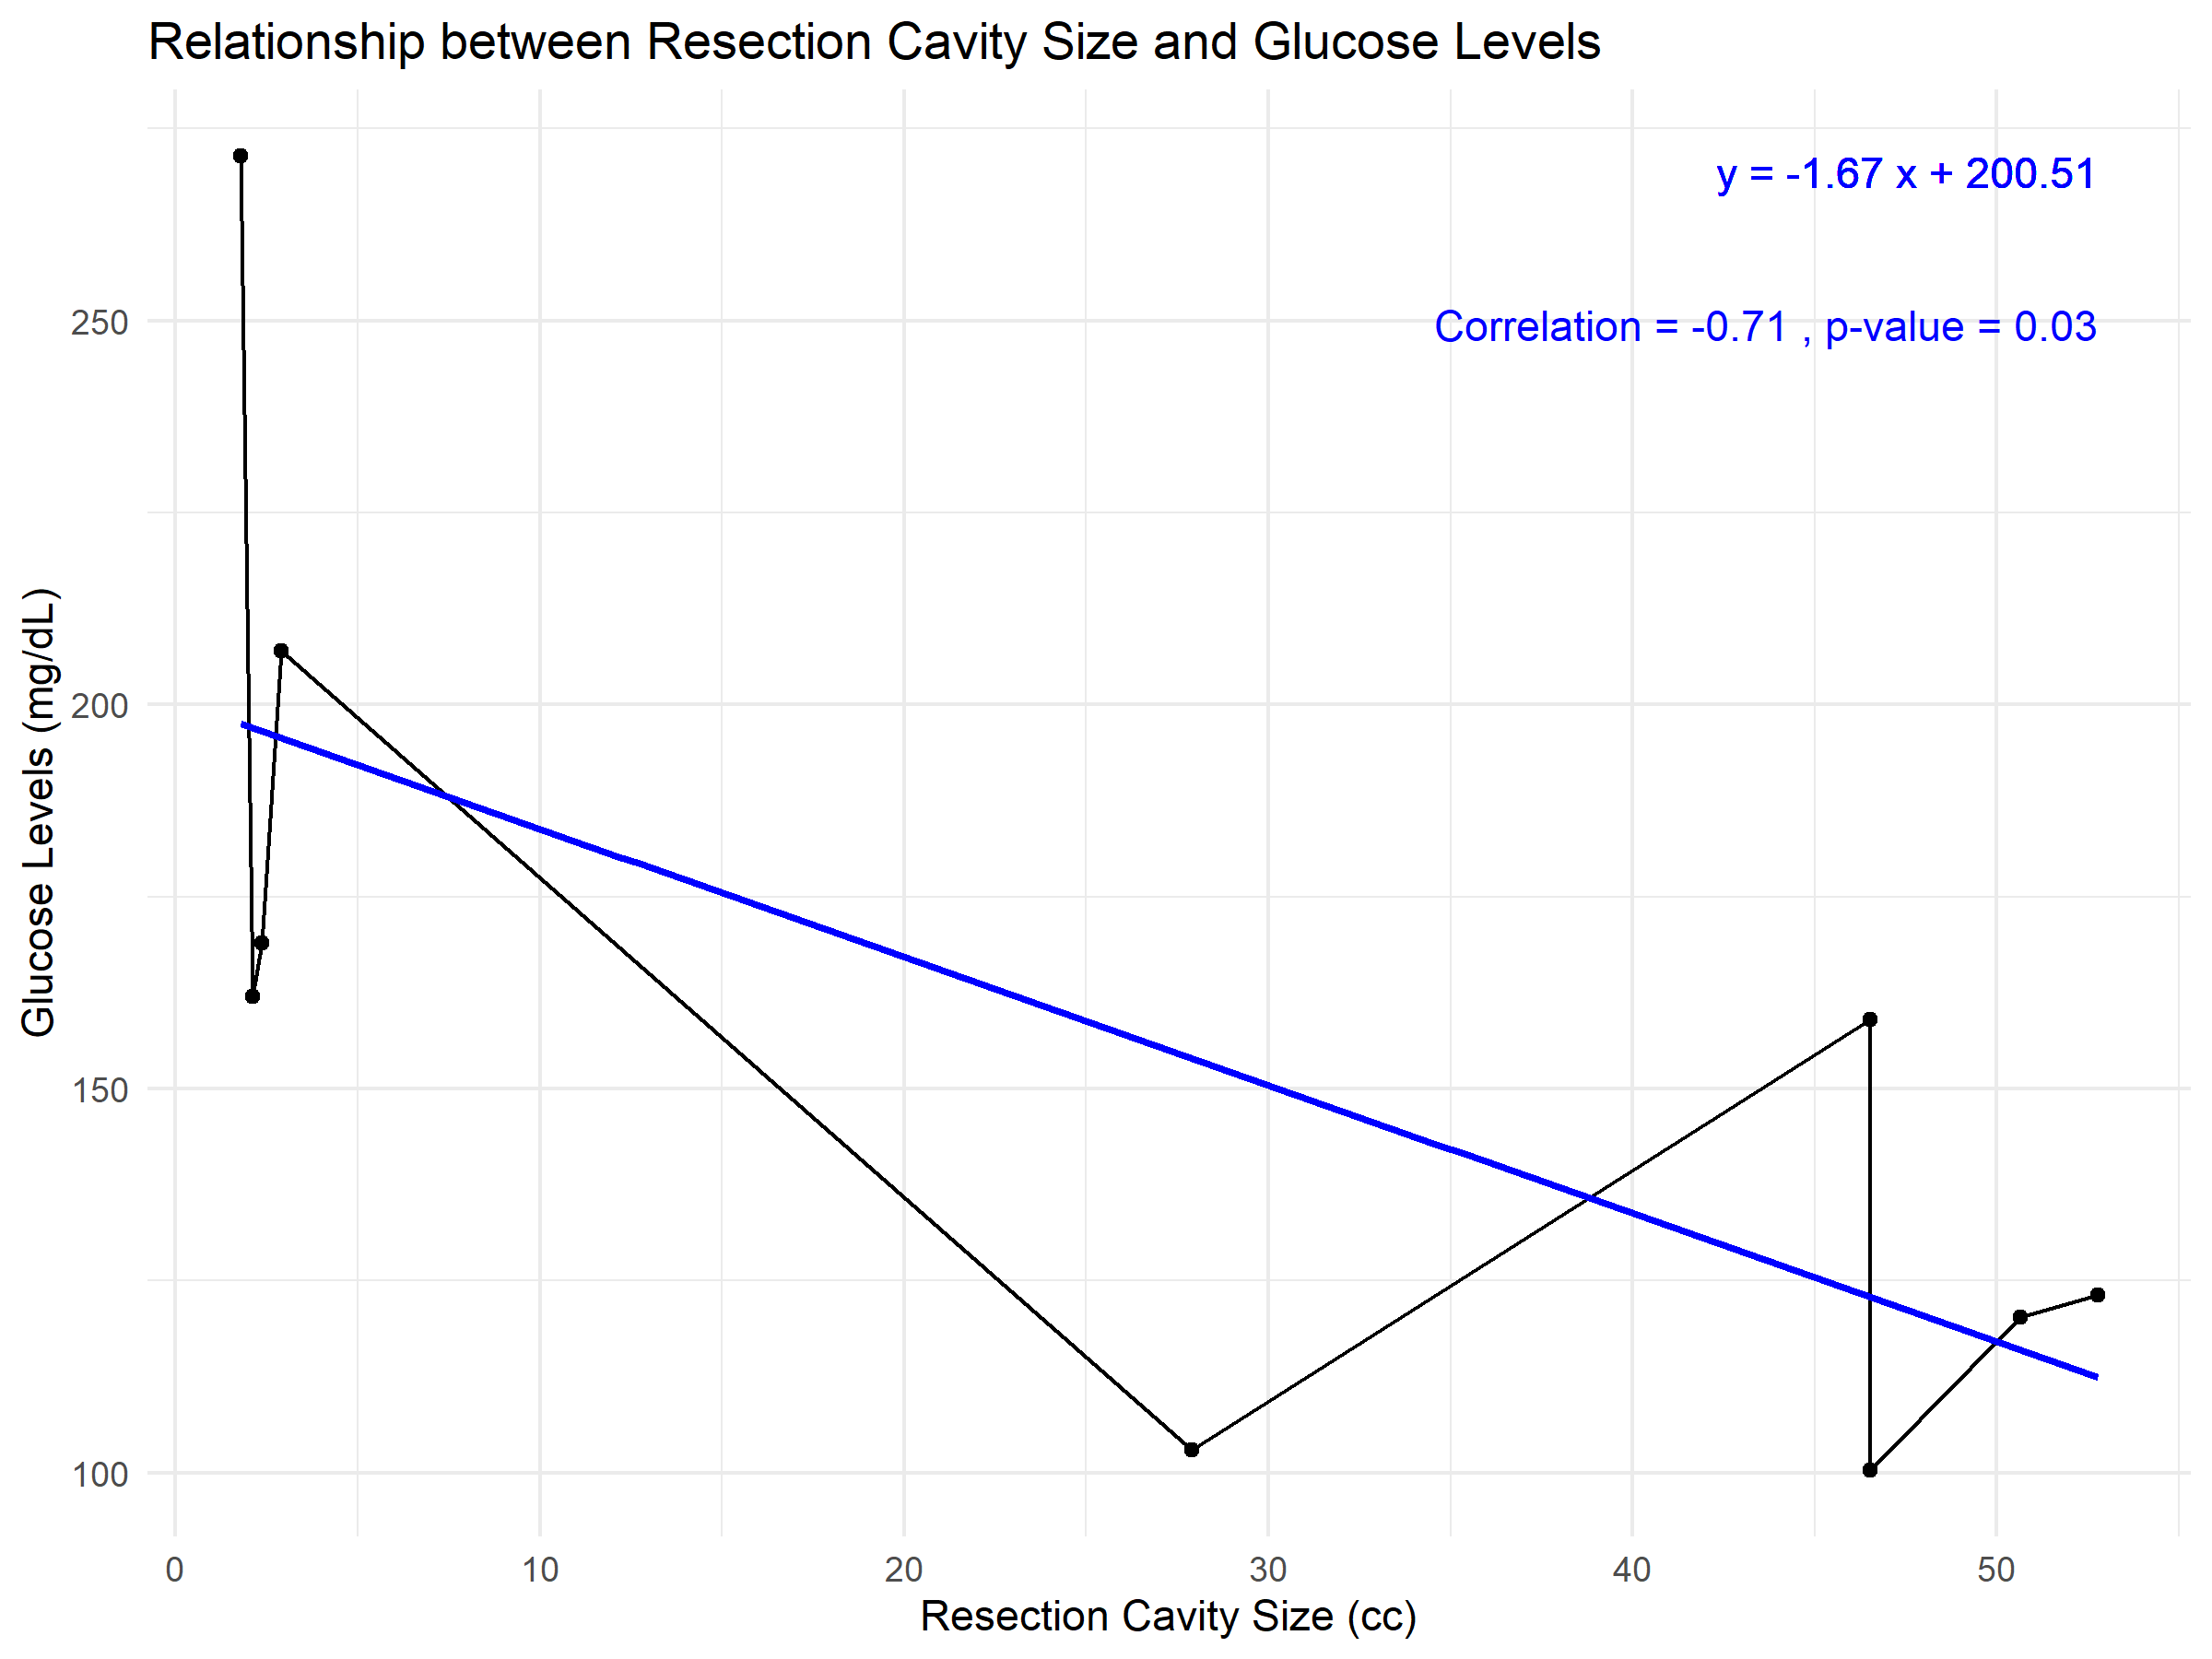 Relationship between Resection Cavity Size and Glucose Levels
y = -1.67 x + 200.51
Correlation = -0.71 , p-value = 0.03
Glucose Levels (mg/dL)
250
200
150
100
0 10 20 30 40 50
Resection Cavity Size (cc)